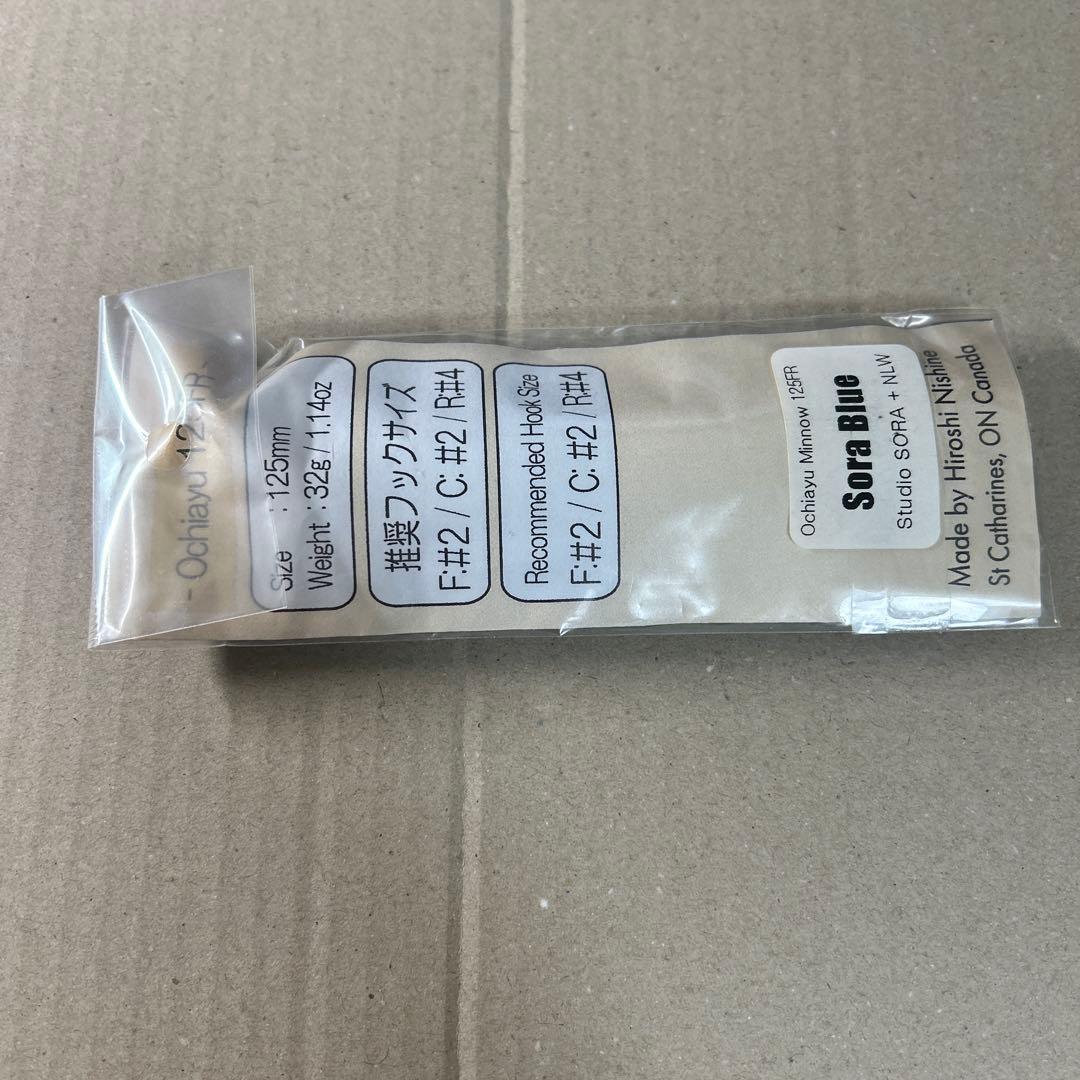 - Ochiayu 125FR -
Size : 125mm
Weight : 32g / 1.14oz
推奨フックサイズ
F:#2 / C: #2 / R:#4
Recommended Hook Size
F:#2 / C: #2 / R:#4
Ochiayu Minnow 125FR
Sora Blue
Studio SORA + NLW
Made by Hiroshi Nishine
St Catharines, ON Canada